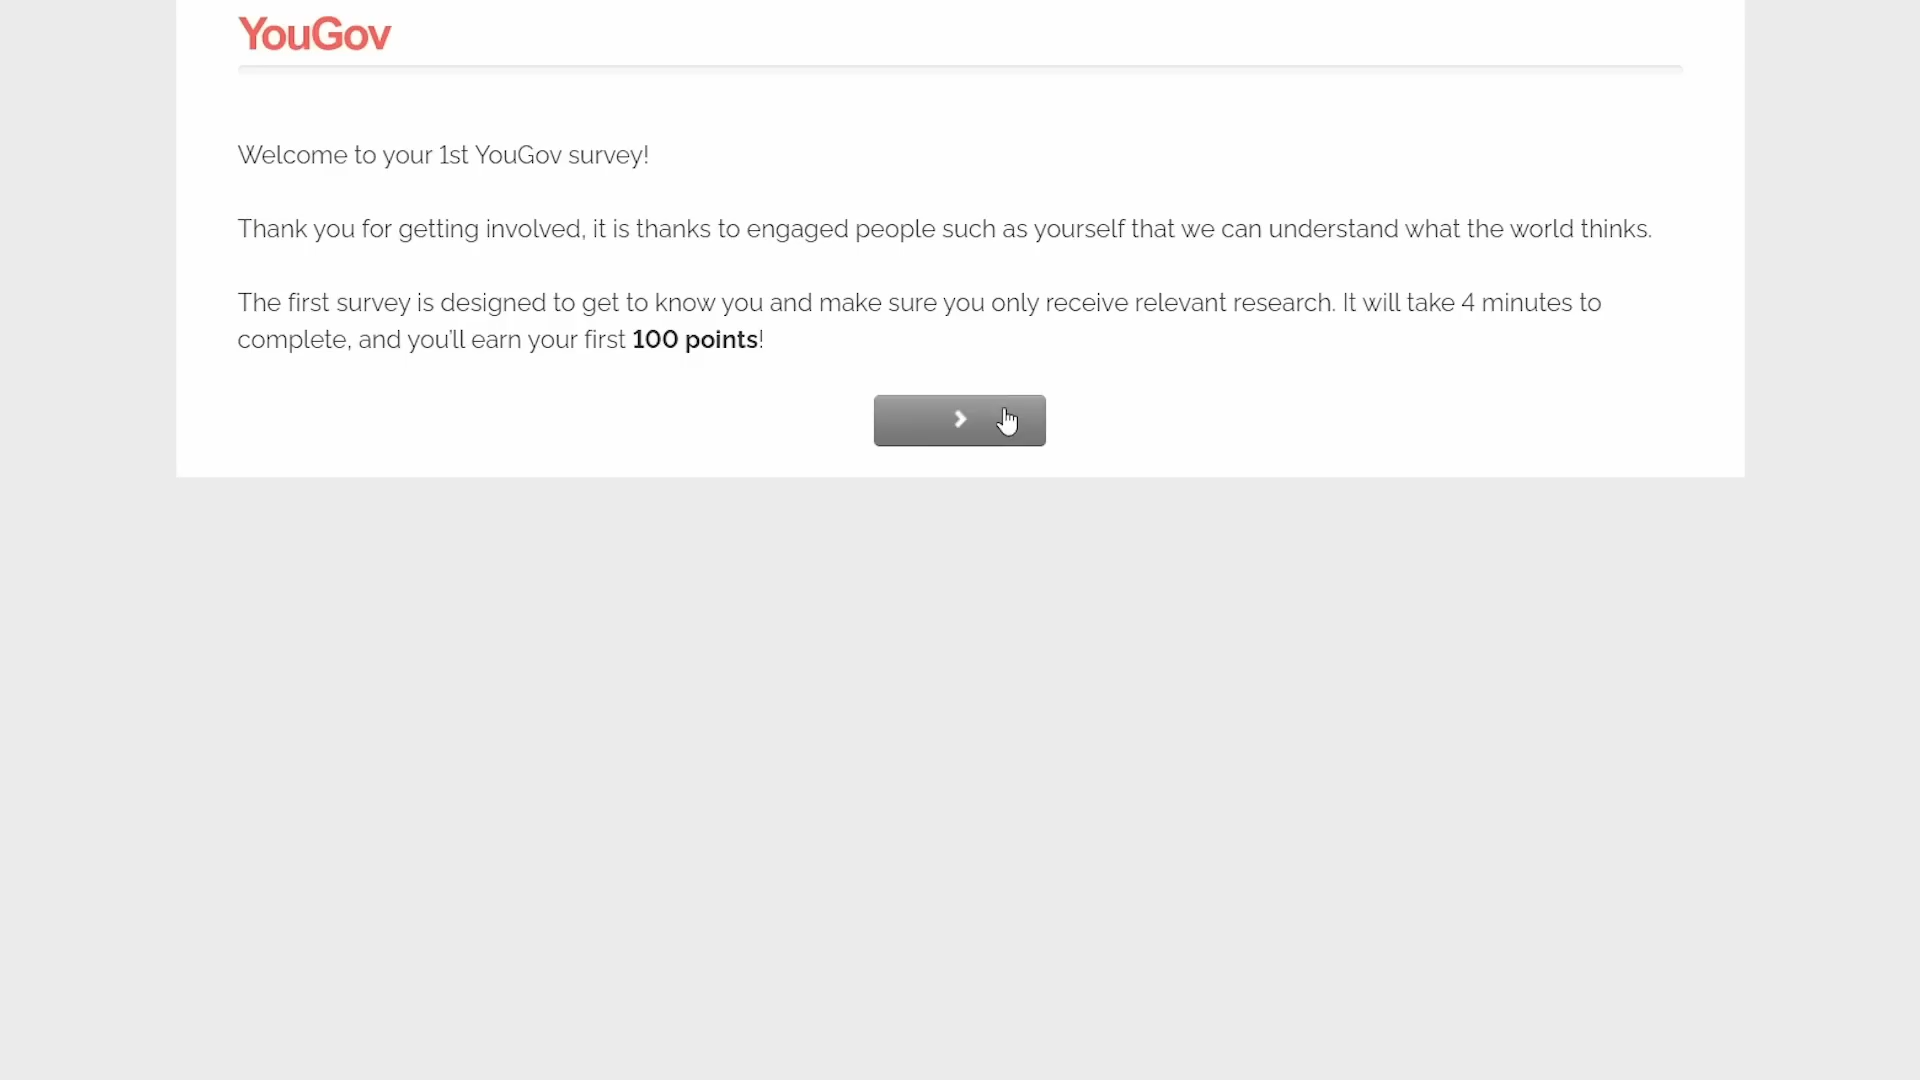 YouGov
Welcome to your 1st YouGov survey!
Thank you for getting involved, it is thanks to engaged people such as yourself that we can understand what the world thinks.
The first survey is designed to get to know you and make sure you only receive relevant research. It will take 4 minutes to
complete, and you'll earn your first 100 points!